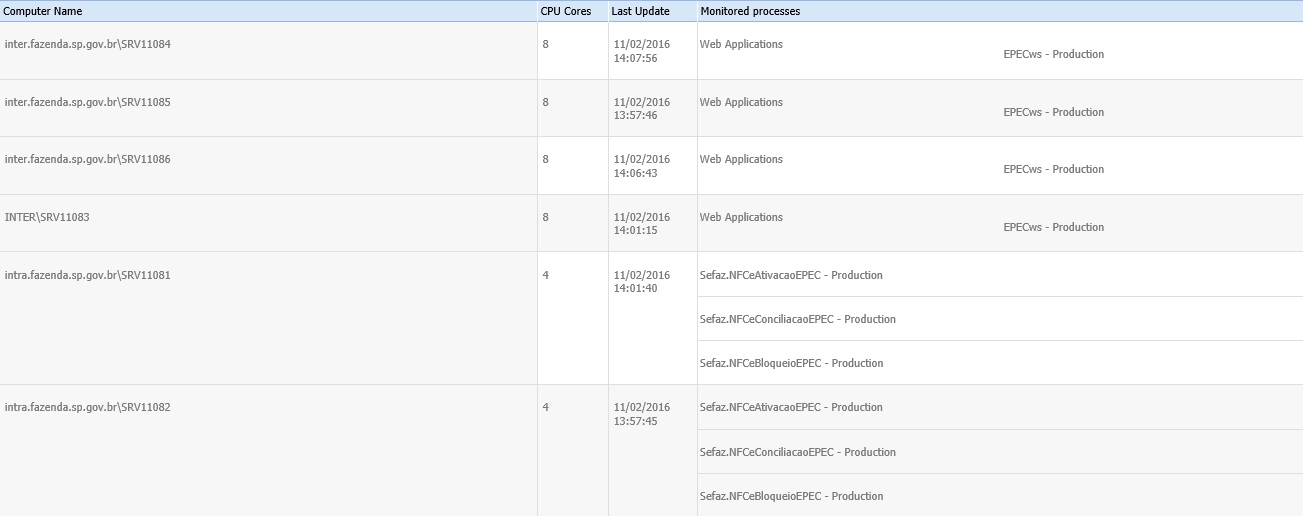 Computer Name CPU Cores Last Update Monitored processes
inter.fazenda.sp.gov.br\SRV11084 8 11/02/2016 Web Applications
14:07:56 EPECws - Production
inter.fazenda.sp.gov.br\SRV11085 8 11/02/2016 Web Applications
13:57:46 EPECws - Production
inter.fazenda.sp.gov.br\SRV11086 8 11/02/2016 Web Applications
14:06:43 EPECws - Production
INTER\SRV11083 8 11/02/2016 Web Applications
14:01:15 EPECws - Production
intra.fazenda.sp.gov.br\SRV11081 4 11/02/2016 Sefaz.NFCeAtivacaoEPEC - Production
14:01:40
Sefaz.NFCeConciliacaoEPEC - Production
Sefaz.NFCeBloqueioEPEC - Production
intra.fazenda.sp.gov.br\SRV11082 4 11/02/2016 Sefaz.NFCeAtivacaoEPEC - Production
13:57:45
Sefaz.NFCeConciliacaoEPEC - Production
Sefaz.NFCeBloqueioEPEC - Production